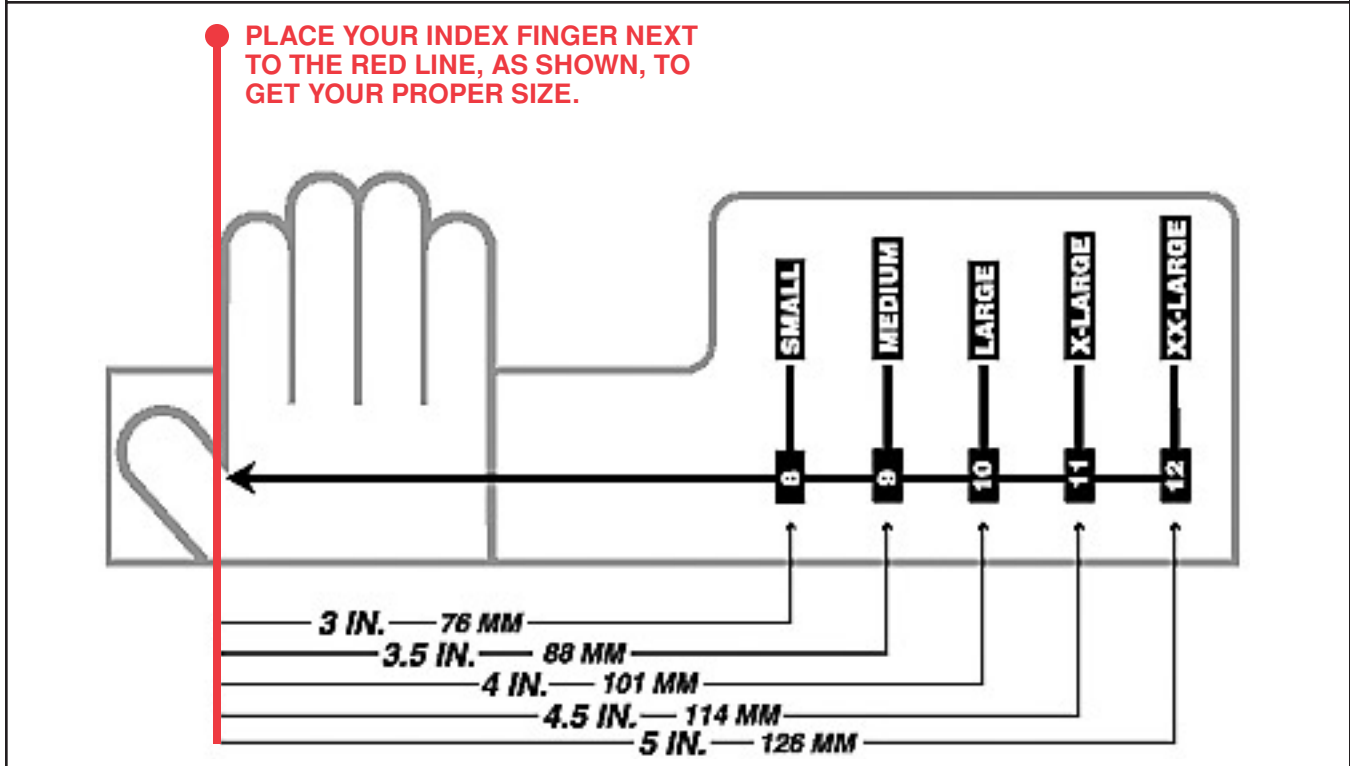 PLACE YOUR INDEX FINGER NEXT
TO THE RED LINE, AS SHOWN, TO
GET YOUR PROPER SIZE.
SMALL
MEDIUM
LARGE
X-LARGE
XX-LARGE
8
9
10
11
12
3 IN. 76 MM
3.5 IN. 88 MM
4 IN. 101 MM
4.5 IN. 114 MM
5 IN. 126 MM